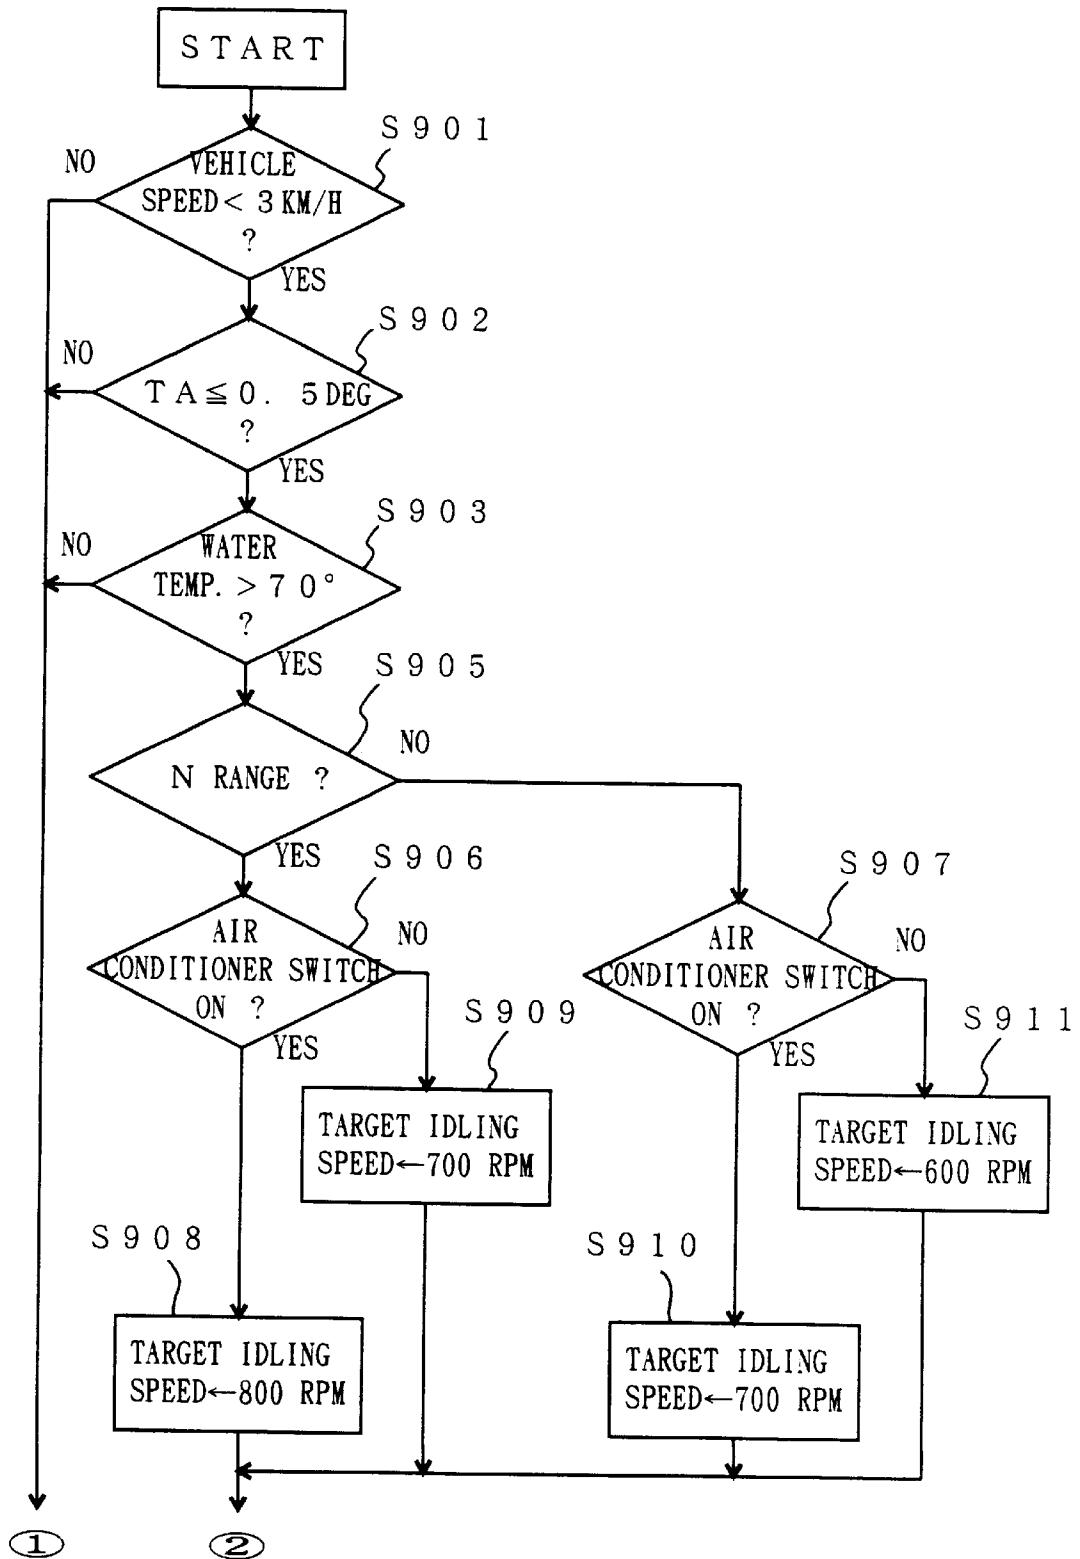 START
S901
NO
VEHICLE
SPEED< 3KM/H
?
YES
S902
NO
TA≦0. 5DEG
?
YES
S903
NO
WATER
TEMP. >70°
?
YES
S905
NO
N RANGE ?
YES
S906
S907
AIR
CONDITIONER SWITCH
ON ?
NO
YES
AIR
CONDITIONER SWITCH
ON ?
NO
YES
S909
S911
TARGET IDLING
SPEED←700 RPM
TARGET IDLING
SPEED←600 RPM
S908
S910
TARGET IDLING
SPEED←800 RPM
TARGET IDLING
SPEED←700 RPM
①
②